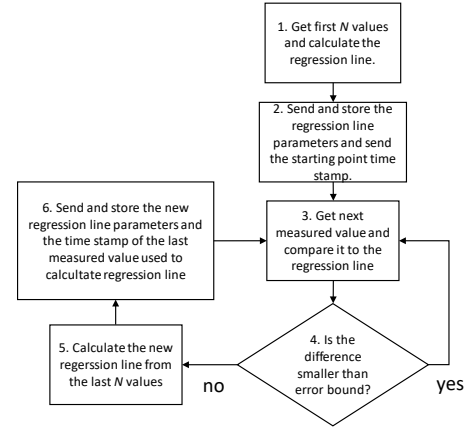 1. Get first N values
and calculate the
regression line.
2. Send and store the
regression line
parameters and send
the starting point time
stamp.
3. Get next
measured value and
compare it to the
regression line
4. Is the
difference
smaller than
error bound?
yes
no
5. Calculate the new
regerssion line from
the last N values
6. Send and store the new
regression line parameters and
the time stamp of the last
measured value used to
calcultate regression line